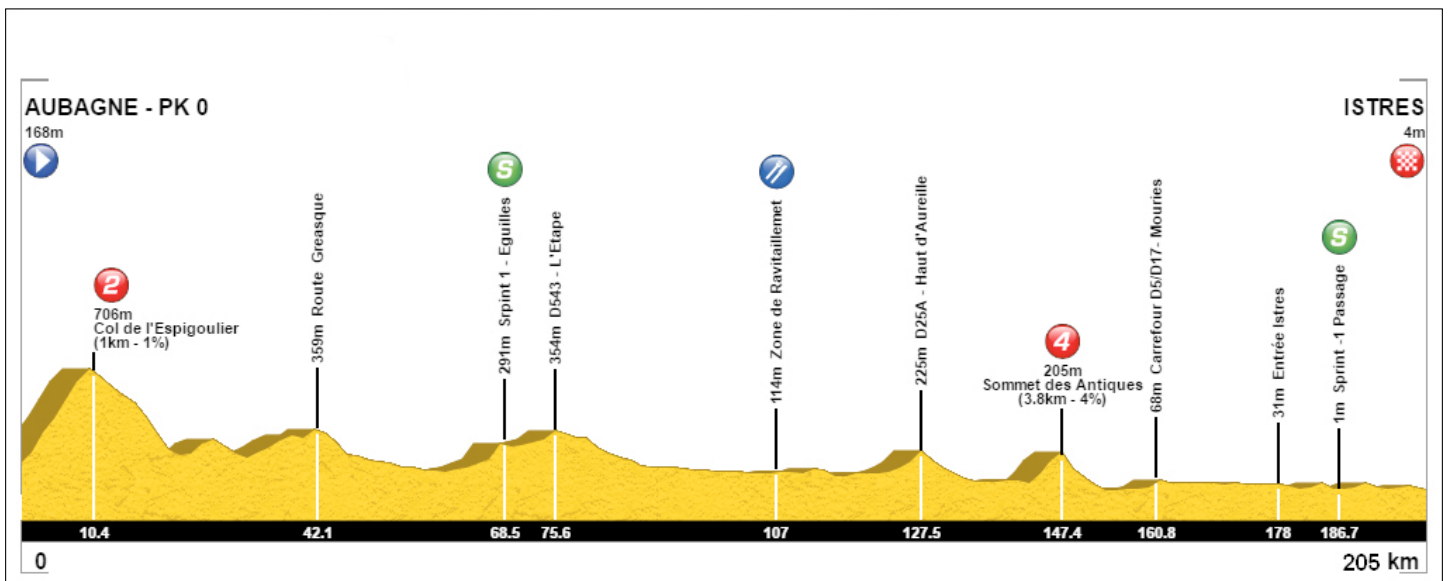 AUBAGNE - PK 0
168m
ISTRES
4m
2
706m
Col de l'Espigoulier
(1km - 1%)
359m Route Greasque
S
291m Srpint 1 - Eguilles
354m D543 - L'Etape
114m Zone de Ravitaillemet
225m D25A - Haut d'Aureille
4
205m
Sommet des Antiques
(3.8km - 4%)
68m Carrefour D5/D17- Mouries
31m Entrée Istres
S
1m Sprint -1 Passage
10.4 42.1 68.5 75.6 107 127.5 147.4 160.8 178 186.7
0 205 km